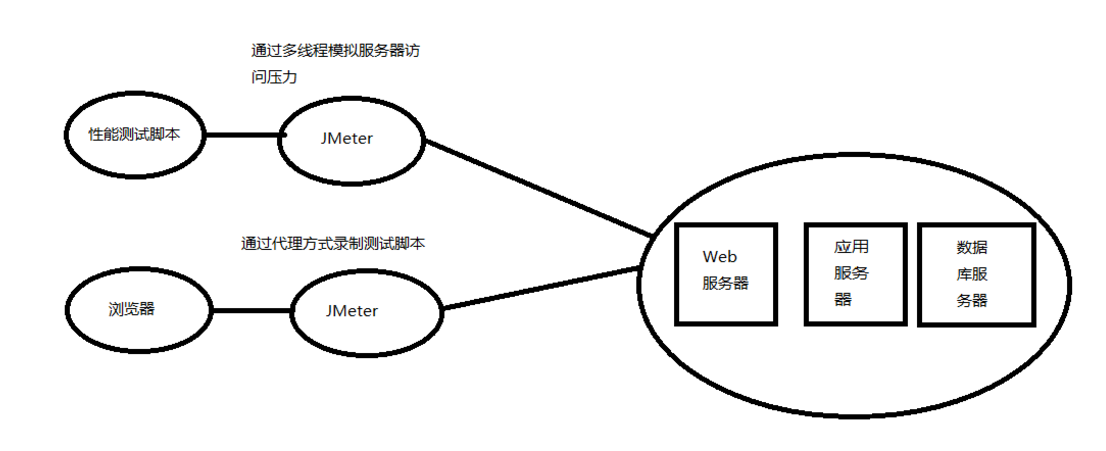 通过多线程模拟服务器访
问压力
性能测试脚本
JMeter
通过代理方式录制测试脚本
浏览器
JMeter
Web
服务器
应用
服务
器
数据
库服
务器